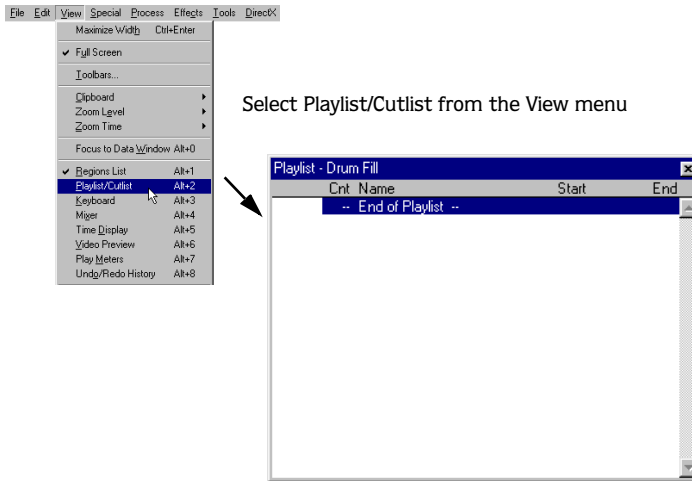 File Edit View Special Process Effects Tools DirectX
Maximize Width Ctrl+Enter
Full Screen
Toolbars...
Clipboard
Zoom Level
Zoom Time
Focus to Data Window Alt+0
Regions List Alt+1
Playlist/Cutlist Alt+2
Keyboard Alt+3
Mixer Alt+4
Time Display Alt+5
Video Preview Alt+6
Play Meters Alt+7
Undo/Redo History Alt+8
Select Playlist/Cutlist from the View menu
Playlist - Drum Fill
Cnt Name Start End
-- End of Playlist --